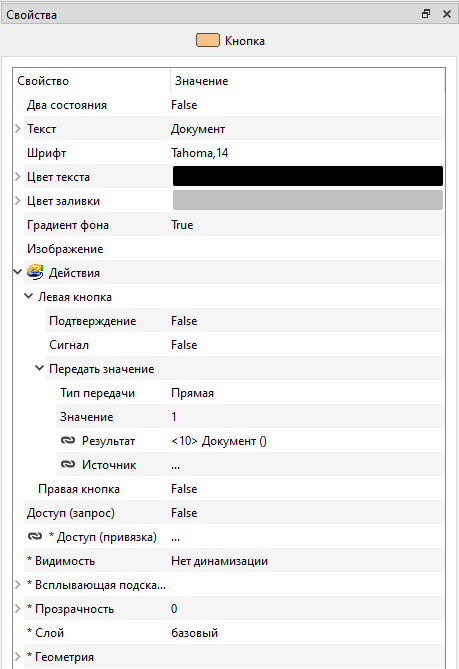 Свойства
Кнопка
Свойство Значение
Два состояния False
Текст Документ
Шрифт Tahoma,14
Цвет текста
Цвет заливки
Градиент фона True
Изображение
Действия
Левая кнопка
Подтверждение False
Сигнал False
Передать значение
Тип передачи Прямая
Значение 1
Результат <10> Документ ()
Источник ...
Правая кнопка False
Доступ (запрос) False
* Доступ (привязка) ...
* Видимость Нет динамизации
* Всплывающая подска...
* Прозрачность 0
* Слой базовый
* Геометрия